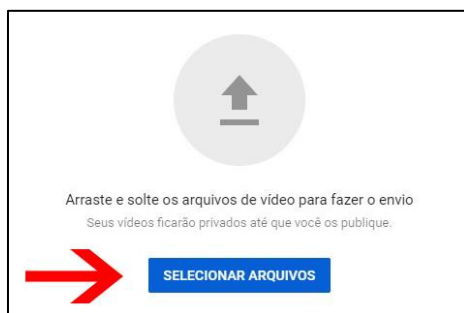 Arraste e solte os arquivos de vídeo para fazer o envio
Seus vídeos ficarão privados até que você os publique.
SELECIONAR ARQUIVOS